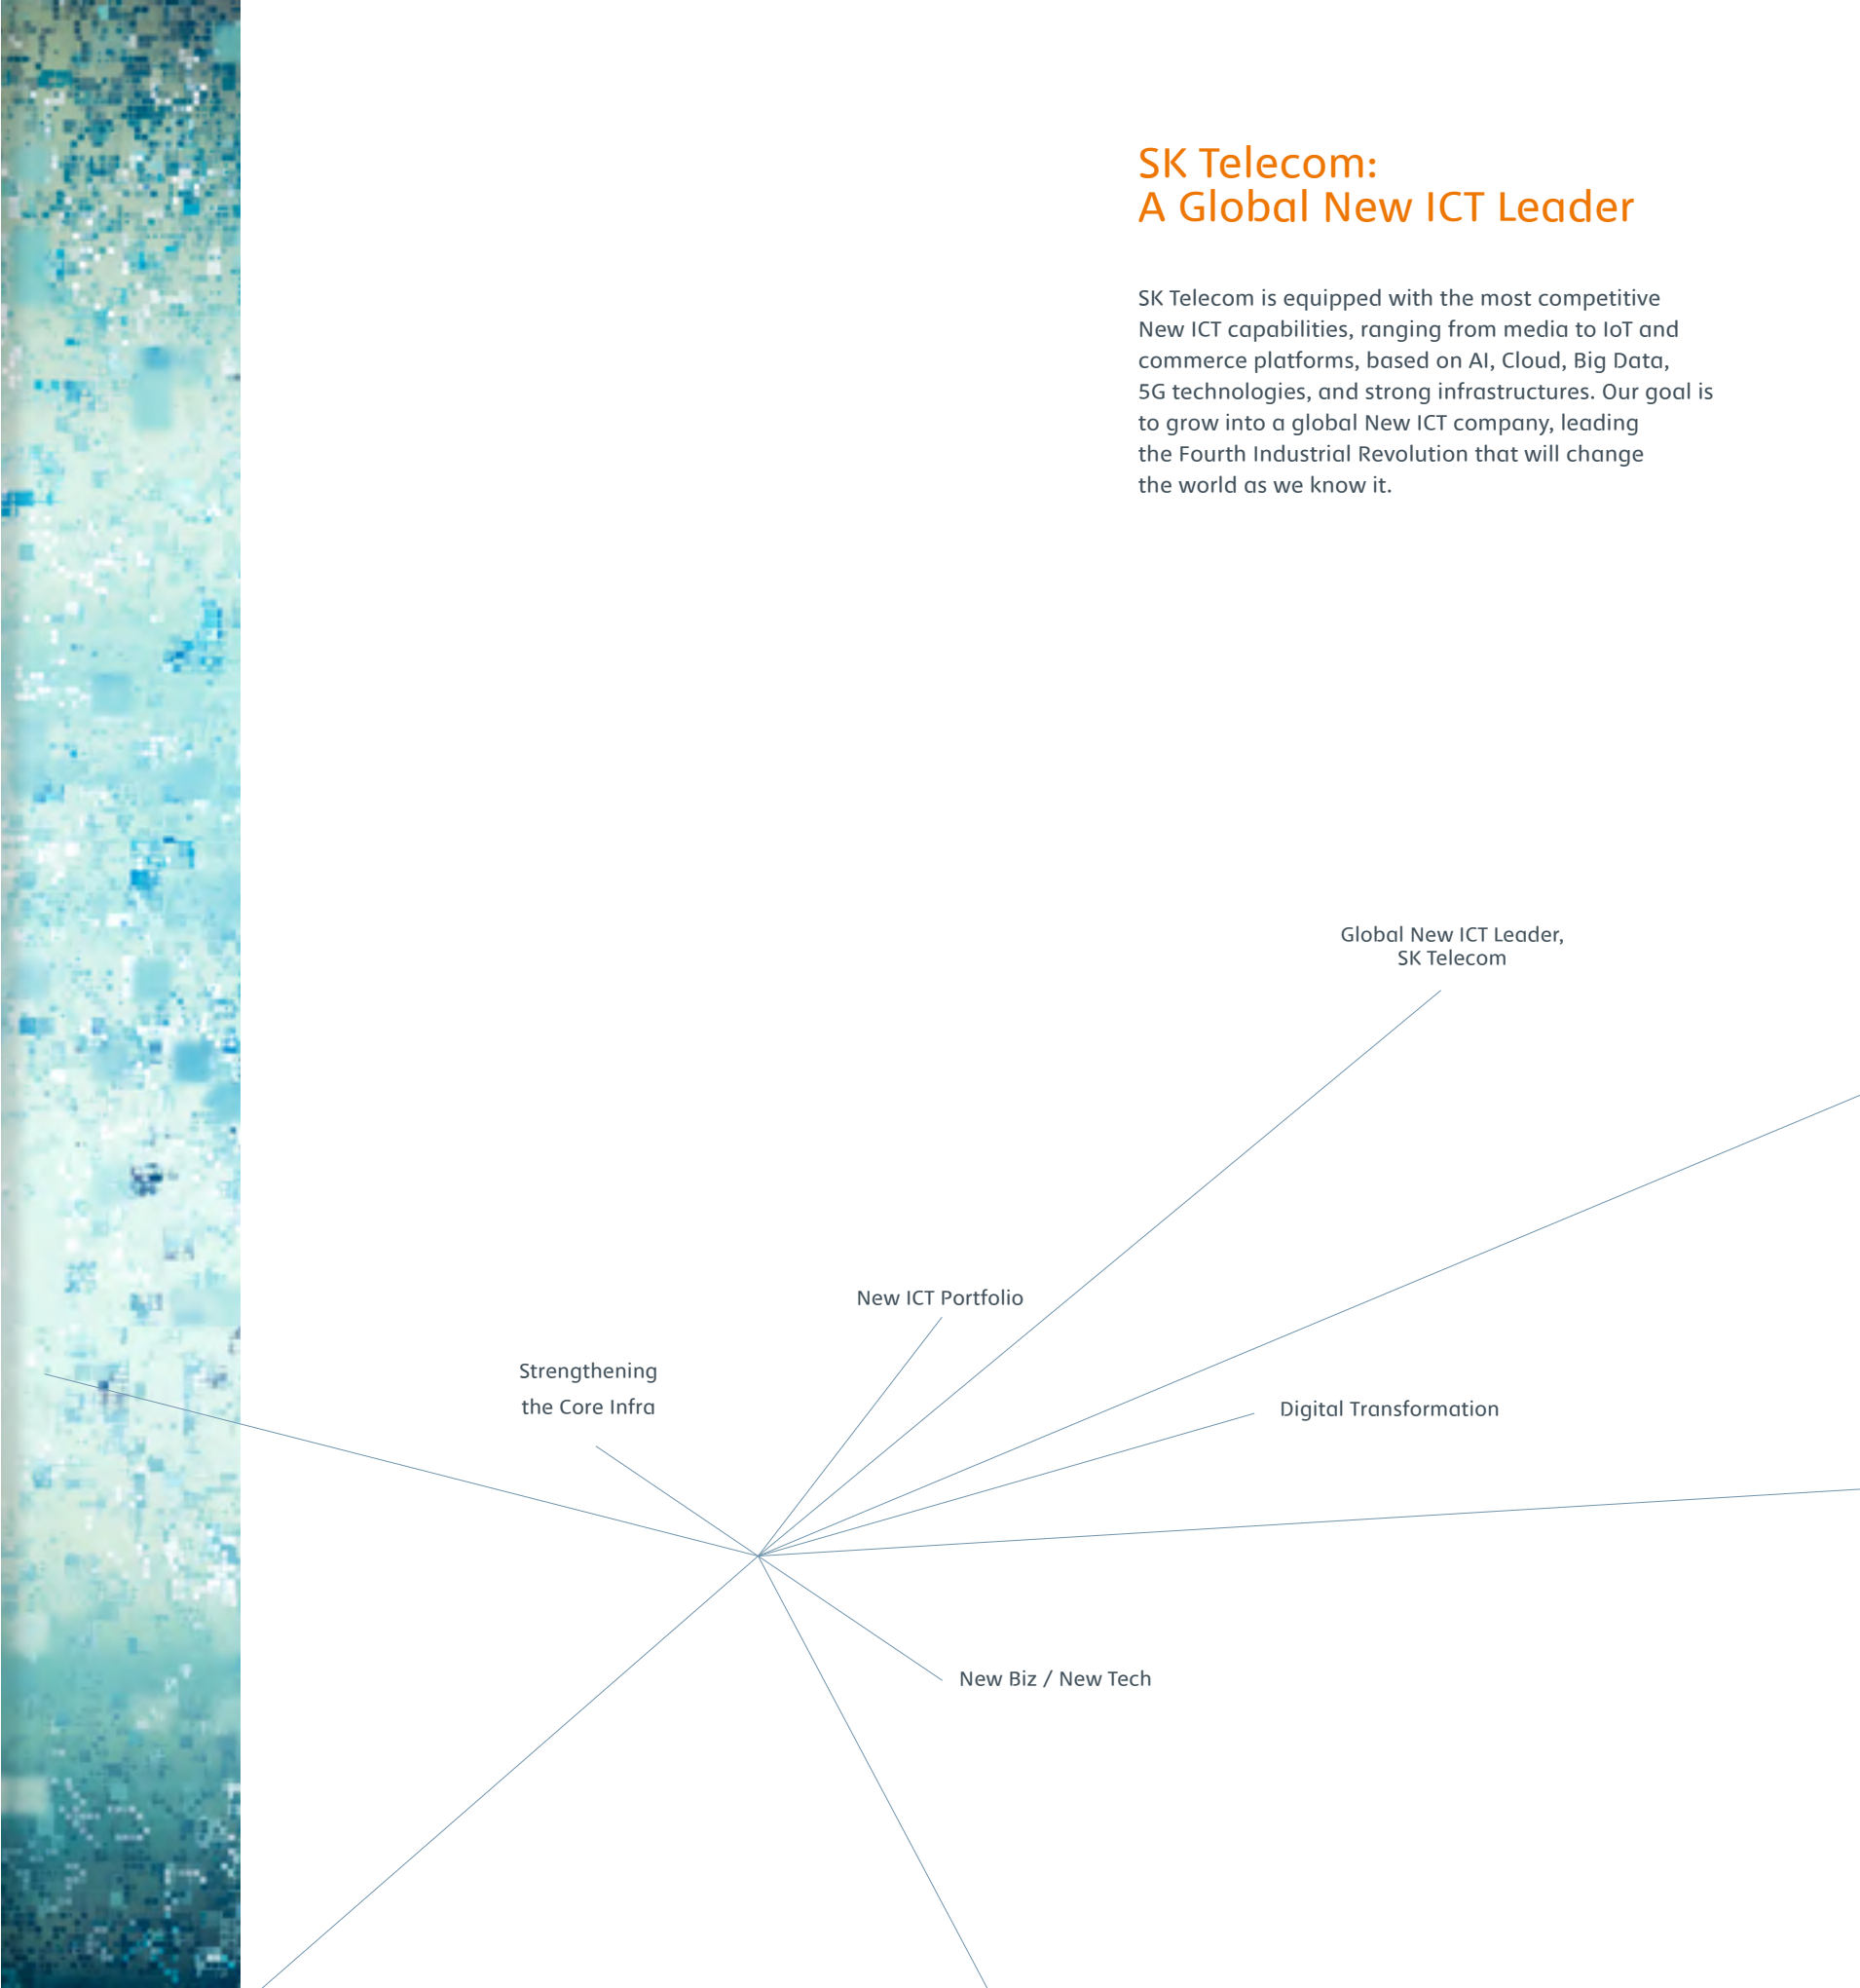 SK Telecom:
A Global New ICT Leader
SK Telecom is equipped with the most competitive
New ICT capabilities, ranging from media to IoT and
commerce platforms, based on AI, Cloud, Big Data,
5G technologies, and strong infrastructures. Our goal is
to grow into a global New ICT company, leading
the Fourth Industrial Revolution that will change
the world as we know it.
Global New ICT Leader,
SK Telecom
New ICT Portfolio
Strengthening
the Core Infra
Digital Transformation
New Biz / New Tech